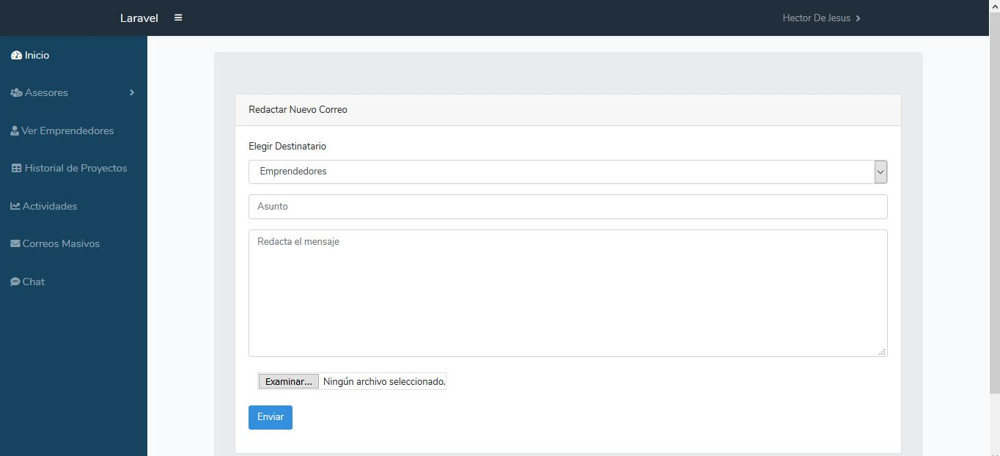 Laravel
Hector De Jesus
Inicio
Asesores
Ver Emprendedores
Historial de Proyectos
Actividades
Correos Masivos
Chat
Redactar Nuevo Correo
Elegir Destinatario
Emprendedores
Asunto
Redacta el mensaje
Examinar... Ningún archivo seleccionado.
Enviar